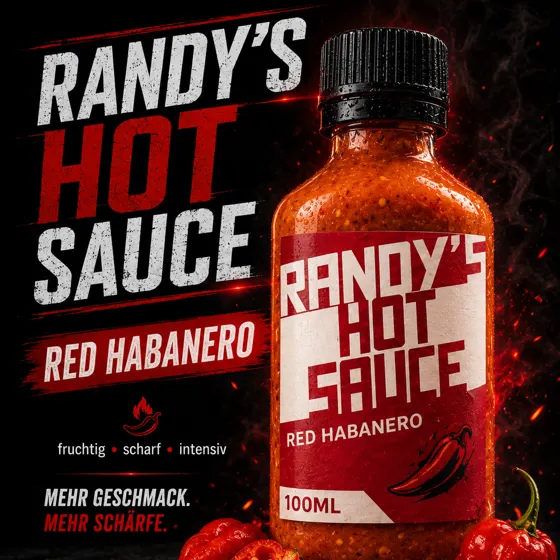 RANDY'S
HOT
SAUCE
RED HABANERO
fruchtig • scharf • intensiv
MEHR GESCHMACK.
MEHR SCHÄRFE.
RANDY'S
HOT
SAUCE
RED HABANERO
100ML